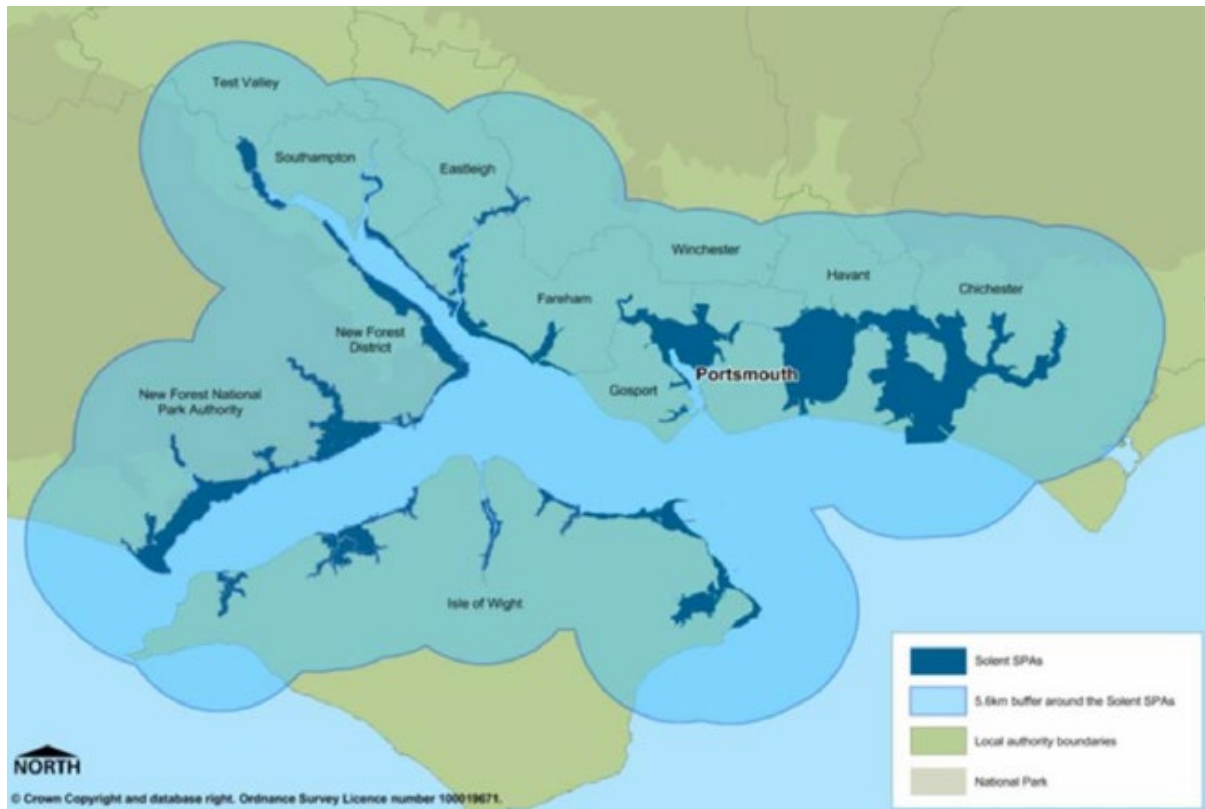 Test Valley
Southampton
Eastleigh
Winchester
Havant
Chichester
Fareham
New Forest
District
Portsmouth
Gosport
New Forest National
Park Authority
Isle of Wight
Solent SPAs
5.6km buffer around the Solent SPAs
Local authority boundaries
National Park
NORTH
© Crown Copyright and database right. Ordnance Survey Licence number 100019671.